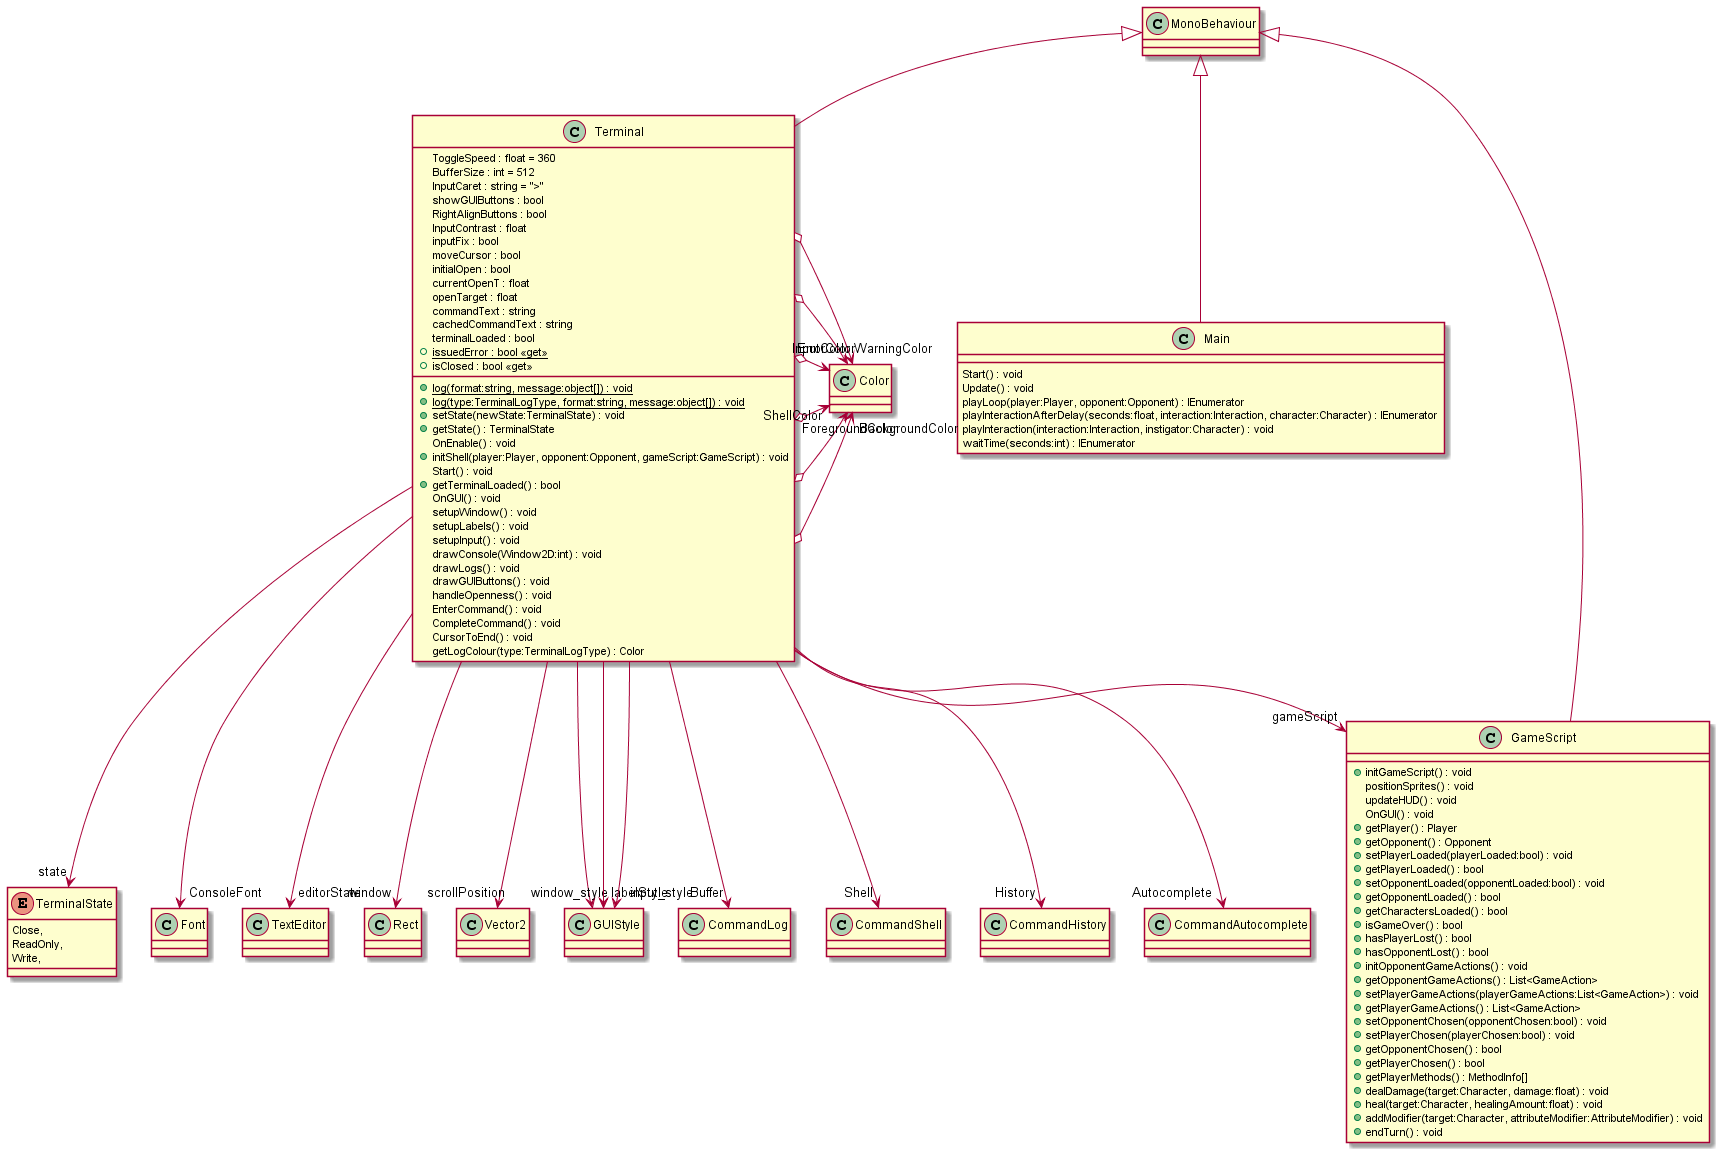 C MonoBehaviour
C Terminal
ToggleSpeed : float = 360
BufferSize : int = 512
InputCaret : string = ">"
showGUIButtons : bool
RightAlignButtons : bool
InputContrast : float
inputFix : bool
moveCursor : bool
initialOpen : bool
currentOpenT : float
openTarget : float
commandText : string
cachedCommandText : string
terminalLoaded : bool
issuedError : bool «get»
isClosed : bool «get»
log(format:string, message:object[]) : void
log(type:TerminalLogType, format:string, message:object[]) : void
setState(newState:TerminalState) : void
getState() : TerminalState
OnEnable() : void
initShell(player:Player, opponent:Opponent, gameScript:GameScript) : void
Start() : void
getTerminalLoaded() : bool
OnGUI() : void
setupWindow() : void
setupLabels() : void
setupInput() : void
drawConsole(Window2D:int) : void
drawLogs() : void
drawGUIButtons() : void
handleOpenness() : void
EnterCommand() : void
CompleteCommand() : void
CursorToEnd() : void
getLogColour(type:TerminalLogType) : Color
WarningColor
C Color
ShellColor
ForegroundColor
BackgroundColor
C Main
Start() : void
Update() : void
playLoop(player:Player, opponent:Opponent) : IEnumerator
playInteractionAfterDelay(seconds:float, interaction:Interaction, character:Character) : IEnumerator
playInteraction(interaction:Interaction, instigator:Character) : void
waitTime(seconds:int) : IEnumerator
gameScript
C GameScript
initGameScript() : void
positionSprites() : void
updateHUD() : void
OnGUI() : void
getPlayer() : Player
getOpponent() : Opponent
setPlayerLoaded(playerLoaded:bool) : void
getPlayerLoaded() : bool
setOpponentLoaded(opponentLoaded:bool) : void
getOpponentLoaded() : bool
getCharactersLoaded() : bool
isGameOver() : bool
hasPlayerLost() : bool
hasOpponentLost() : bool
initOpponentGameActions() : void
getOpponentGameActions() : List<GameAction>
setPlayerGameActions(playerGameActions:List<GameAction>) : void
getPlayerGameActions() : List<GameAction>
setOpponentChosen(opponentChosen:bool) : void
setPlayerChosen(playerChosen:bool) : void
getOpponentChosen() : bool
getPlayerChosen() : bool
getPlayerMethods() : MethodInfo[]
dealDamage(target:Character, damage:float) : void
heal(target:Character, healingAmount:float) : void
addModifier(target:Character, attributeModifier:AttributeModifier) : void
endTurn() : void
state
E TerminalState
Close,
ReadOnly,
Write,
ConsoleFont
C Font
editorState
C TextEditor
window
C Rect
scrollPosition
C Vector2
window_style
labelStyle
input_style
C GUIStyle
Buffer
C CommandLog
Shell
C CommandShell
History
C CommandHistory
Autocomplete
C CommandAutocomplete